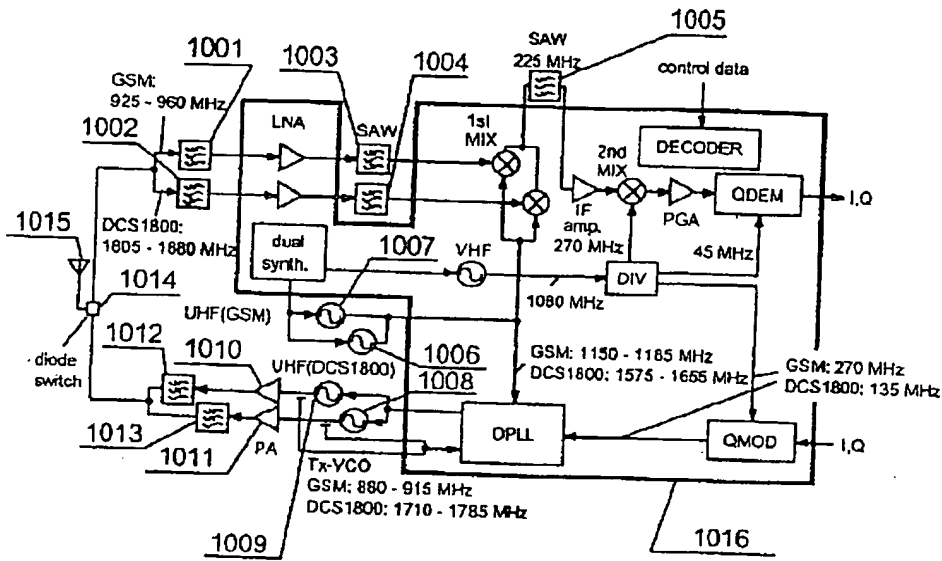 1001
1003
1004
SAW
225 MHz
1005
control data
GSM:
925 - 960 MHz
1002
LNA
SAW
1st
MIX
DECODER
2nd
MIX
QDEM
I,Q
DCS1800:
1805 - 1880 MHz
IF
amp.
270 MHz
PGA
45 MHz
1015
dual
synth.
1007
VHF
DIV
1080 MHz
1014
UHF(GSM)
1012
1010
diode
switch
1006
UHF(DCS1800)
1008
GSM: 1150 - 1185 MHz
DCS1800: 1575 - 1655 MHz
GSM: 270 MHz
DCS1800: 135 MHz
1013
1011
PA
OPLL
QMOD
I,Q
Tx-VCO
GSM: 880 - 915 MHz
DCS1800: 1710 - 1785 MHz
1009
1016